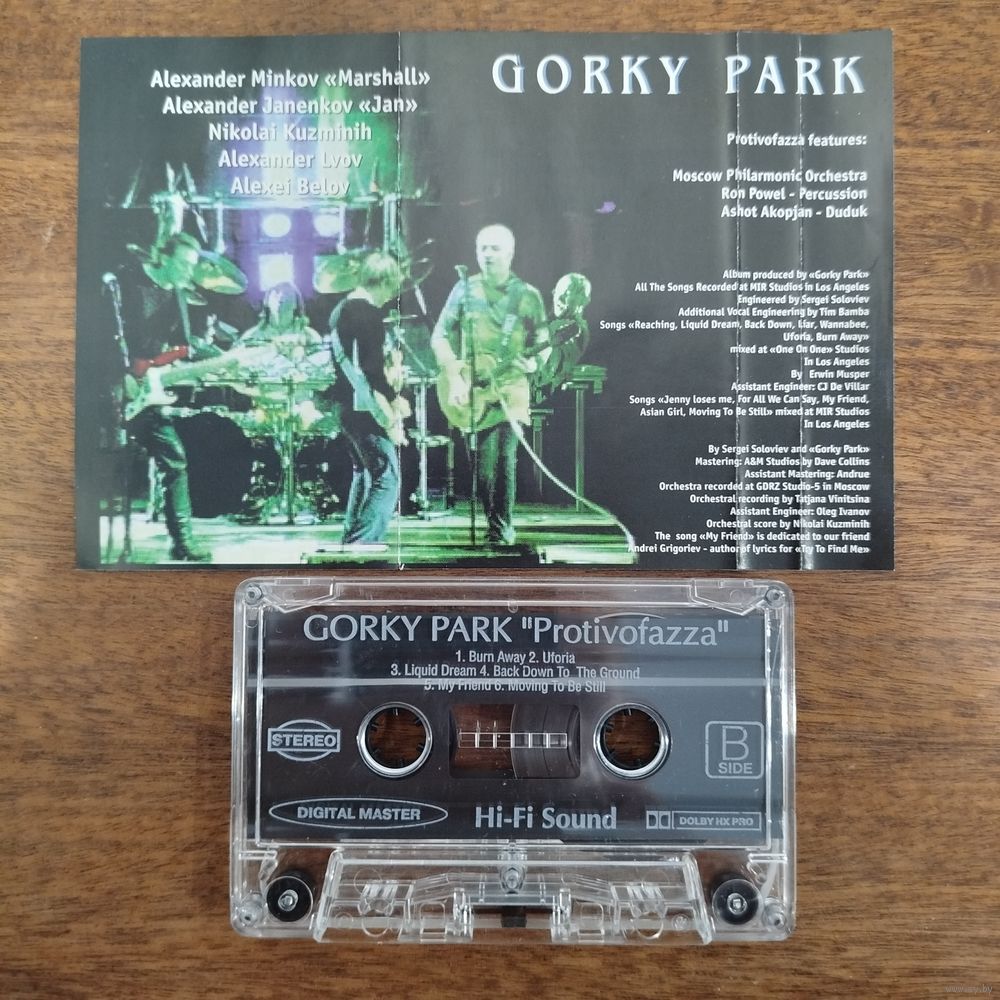 Alexander Minkov «Marshall»
Alexander Janenkov «Jan»
Nikolai Kuzminih
Alexander Lvov
Alexei Belov
GORKY PARK
Protivofazza features:
Moscow Philarmonic Orchestra
Ron Powel - Percussion
Ashot Akopjan - Duduk
Album produced by «Gorky Park»
All The Songs Recorded at MIR Studios in Los Angeles
Engineered by Sergei Soloviev
Additional Vocal Engineering by Tim Bamba
Songs «Reaching, Liquid Dream, Back Down, Liar, Wannabee,
Uforia, Burn Away»
mixed at «One On One» Studios
In Los Angeles
By Erwin Musper
Assistant Engineer: CJ De Villar
Songs «Jenny loses me, For All We Can Say, My Friend,
Asian Girl, Moving To Be Still» mixed at MIR Studios
In Los Angeles
By Sergei Soloviev and «Gorky Park»
Mastering: A&M Studios by Dave Collins
Assistant Mastering: Andrue
Orchestra recorded at GDRZ Studio-5 in Moscow
Orchestral recording by Tatjana Vinitsina
Assistant Engineer: Oleg Ivanov
Orchestral score by Nikolai Kuzminih
The song «My Friend» is dedicated to our friend
Andrei Grigoriev - author of lyrics for «Try To Find Me»
GORKY PARK "Protivofazza"
1. Burn Away 2. Uforia
3. Liquid Dream 4. Back Down To The Ground
5. My Friend 6. Moving To Be Still
STEREO
B
SIDE
DIGITAL MASTER
Hi-Fi Sound
DOLBY HX PRO
www.ay.by